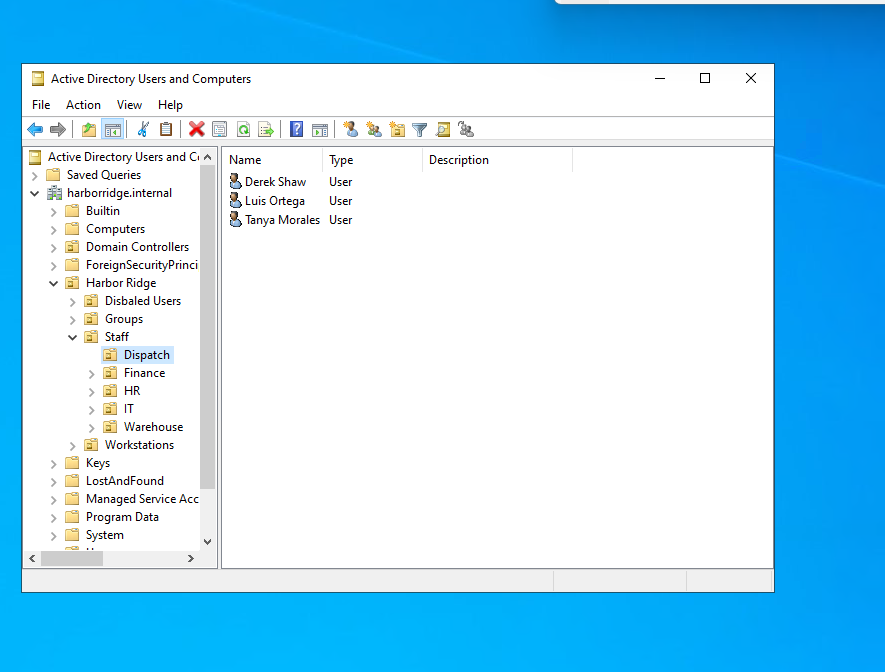 Active Directory Users and Computers
File Action View Help
Active Directory Users and C
Saved Queries
harborridge.internal
Builtin
Computers
Domain Controllers
ForeignSecurityPrinci
Harbor Ridge
Disbaled Users
Groups
Staff
Dispatch
Finance
HR
IT
Warehouse
Workstations
Keys
LostAndFound
Managed Service Acc
Program Data
System
Name Type Description
Derek Shaw User
Luis Ortega User
Tanya Morales User